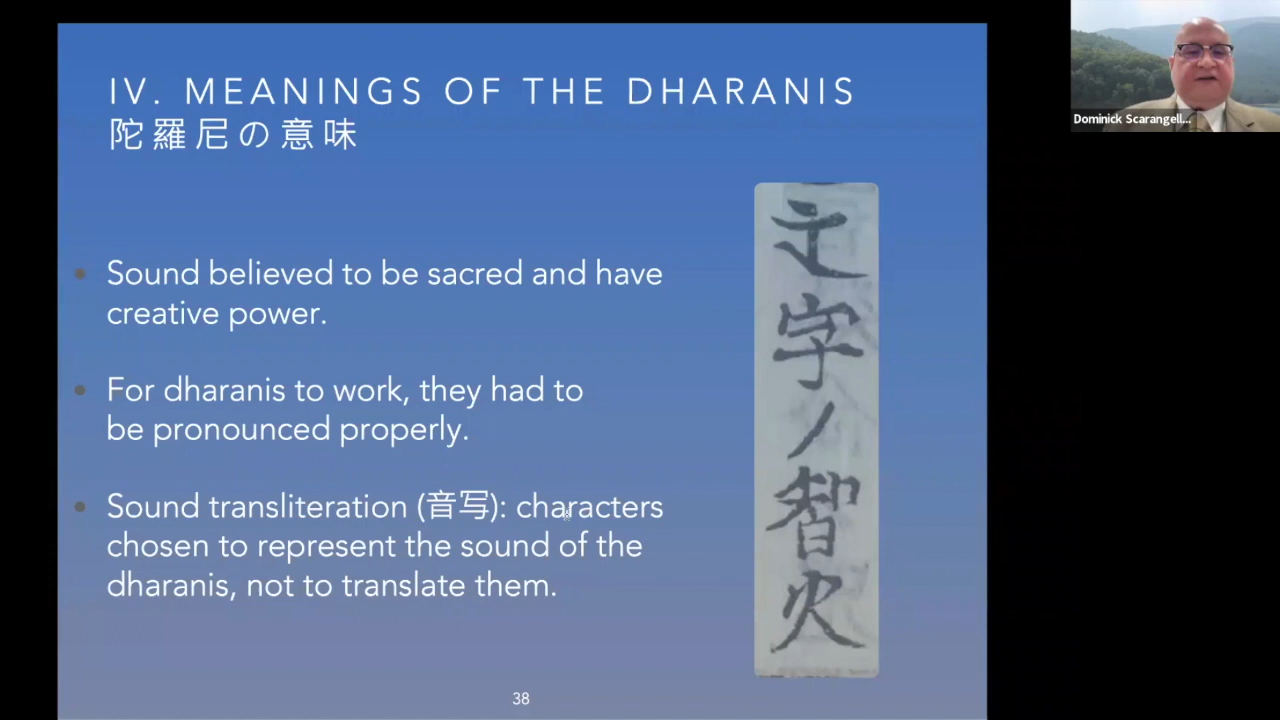 IV. MEANINGS OF THE DHARANIS
陀羅尼の意味
Sound believed to be sacred and have
creative power.
For dharanis to work, they had to
be pronounced properly.
Sound transliteration (音写): characters
chosen to represent the sound of the
dharanis, not to translate them.
字ノ智火
38
Dominick Scarangell...